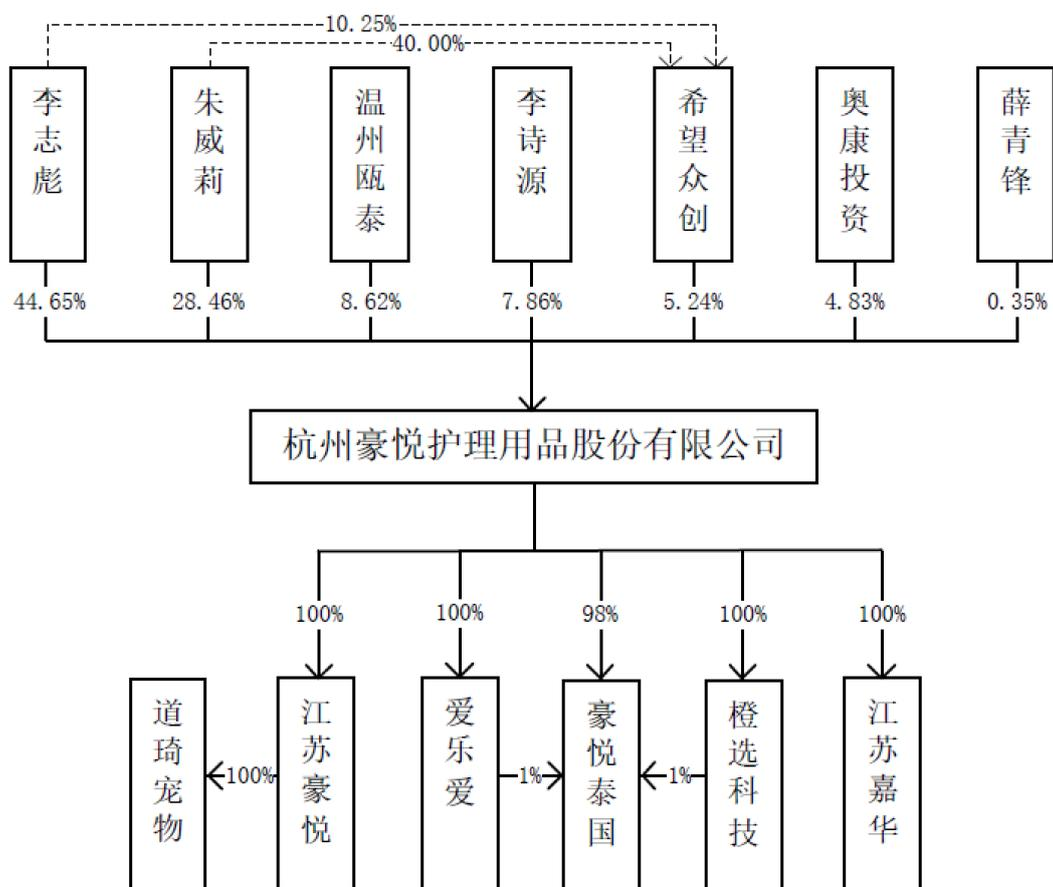 10.25%
40.00%
李志彪
朱威莉
温州瓯泰
李诗源
希望众创
奥康投资
薛青锋
44.65%
28.46%
8.62%
7.86%
5.24%
4.83%
0.35%
杭州豪悦护理用品股份有限公司
100%
100%
98%
100%
100%
道琦宠物
100%
江苏豪悦
爱乐爱
1%
豪悦泰国
1%
橙选科技
江苏嘉华